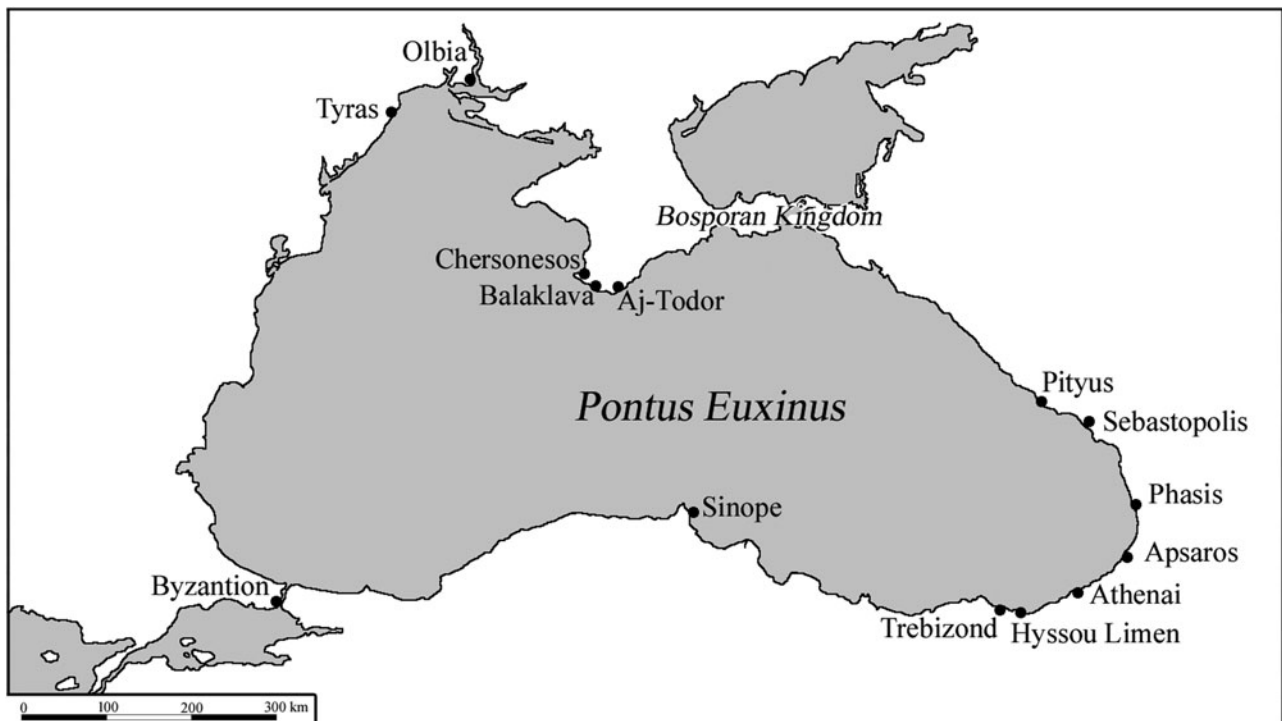 Olbia
Tyras
Bosporan Kingdom
Chersonesos
Balaklava
Aj-Todor
Pontus Euxinus
Pityus
Sebastopolis
Phasis
Sinope
Apsaros
Byzantion
Athenai
Trebizond
Hyssou Limen
0 100 200 300 km